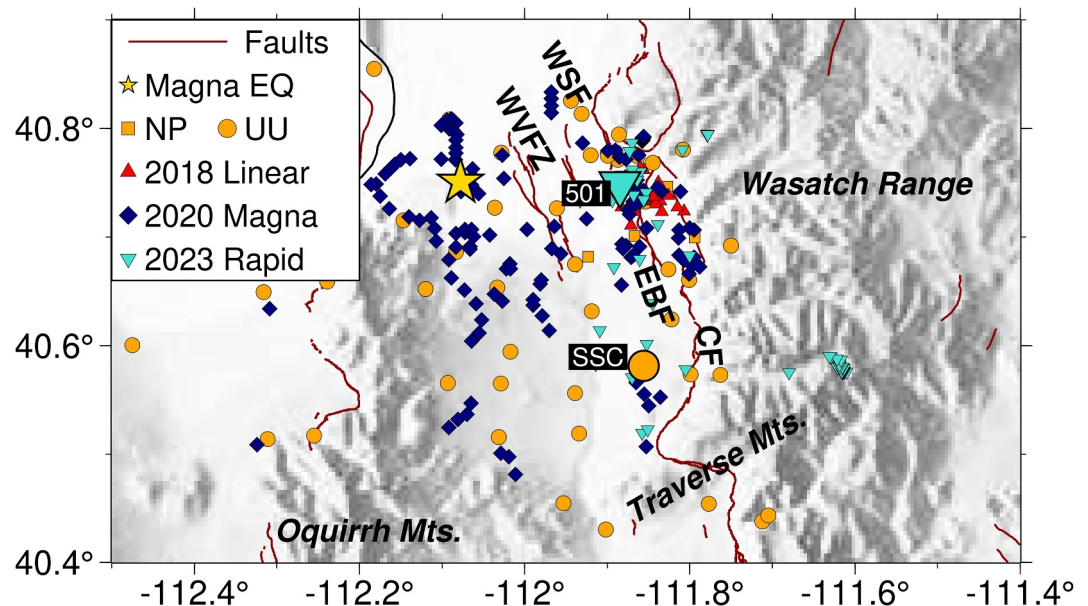 Faults
Magna EQ
NP UU
2018 Linear
2020 Magna
2023 Rapid
WSF
WVFZ
501
Wasatch Range
EBF
CF
SSC
Traverse Mts.
Oquirrh Mts.
40.8°
40.6°
40.4°
-112.4° -112.2° -112° -111.8° -111.6° -111.4°